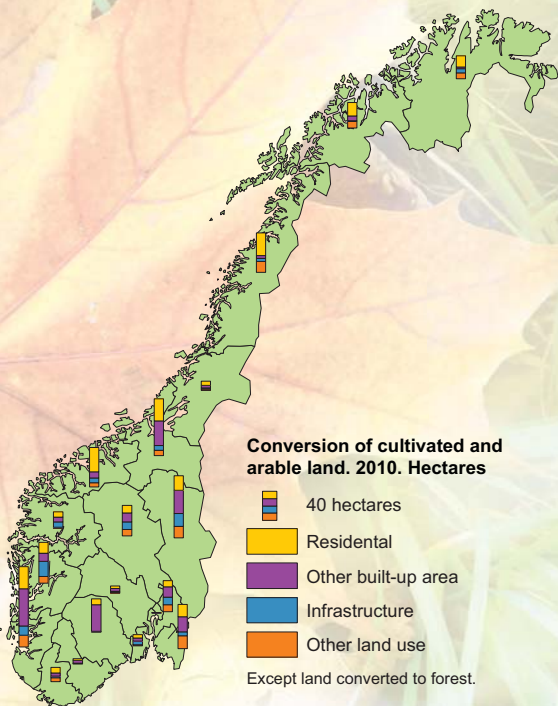 Conversion of cultivated and
arable land. 2010. Hectares
40 hectares
Residental
Other built-up area
Infrastructure
Other land use
Except land converted to forest.